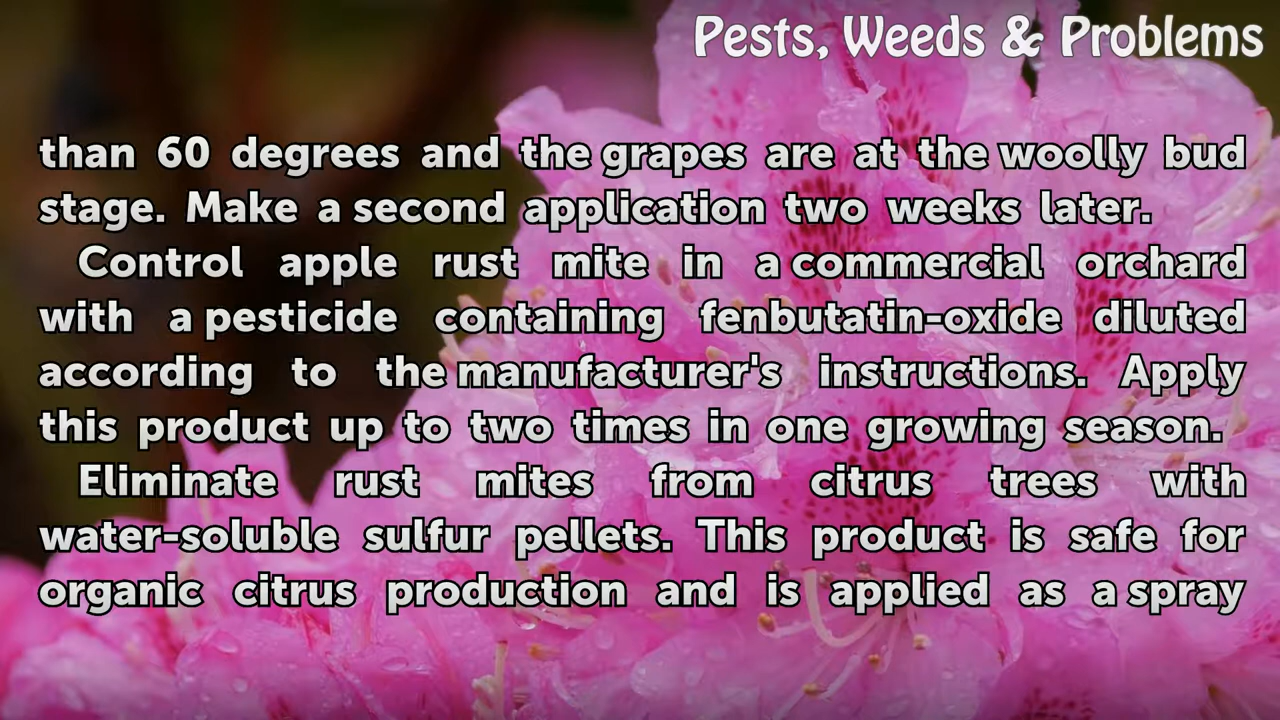 Pests, Weeds & Problems
than 60 degrees and the grapes are at the woolly bud
stage. Make a second application two weeks later.
Control apple rust mite in a commercial orchard
with a pesticide containing fenbutatin-oxide diluted
according to the manufacturer's instructions. Apply
this product up to two times in one growing season.
Eliminate rust mites from citrus trees with
water-soluble sulfur pellets. This product is safe for
organic citrus production and is applied as a spray